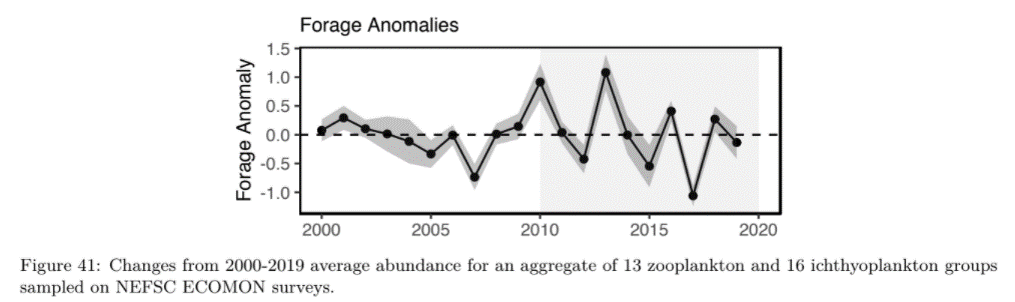 Forage Anomalies
Forage Anomaly
1.5
1.0
0.5
0.0
-0.5
-1.0
2000 2005 2010 2015 2020
Figure 41: Changes from 2000-2019 average abundance for an aggregate of 13 zooplankton and 16 ichthyoplankton groups
sampled on NEFSC ECOMON surveys.